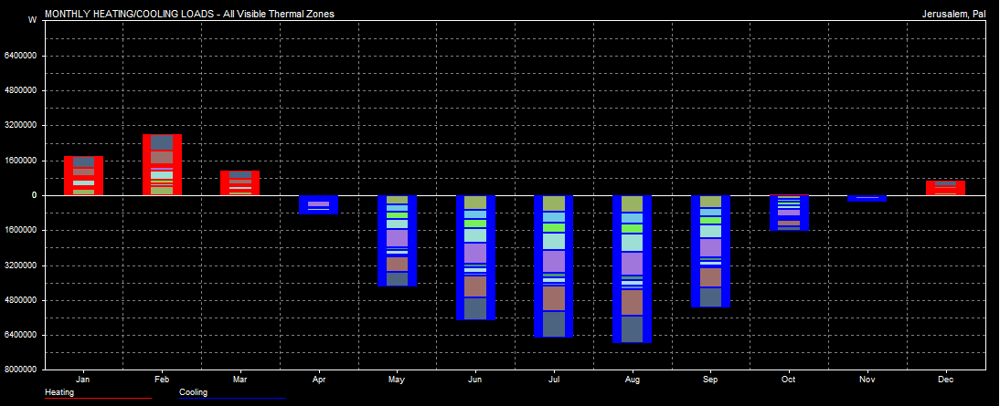 MONTHLY HEATING/COOLING LOADS - All Visible Thermal Zones Jerusalem, Pal
W
6400000
4800000
3200000
1600000
0
1600000
3200000
4800000
6400000
8000000
Jan Feb Mar Apr May Jun Jul Aug Sep Oct Nov Dec
Heating Cooling